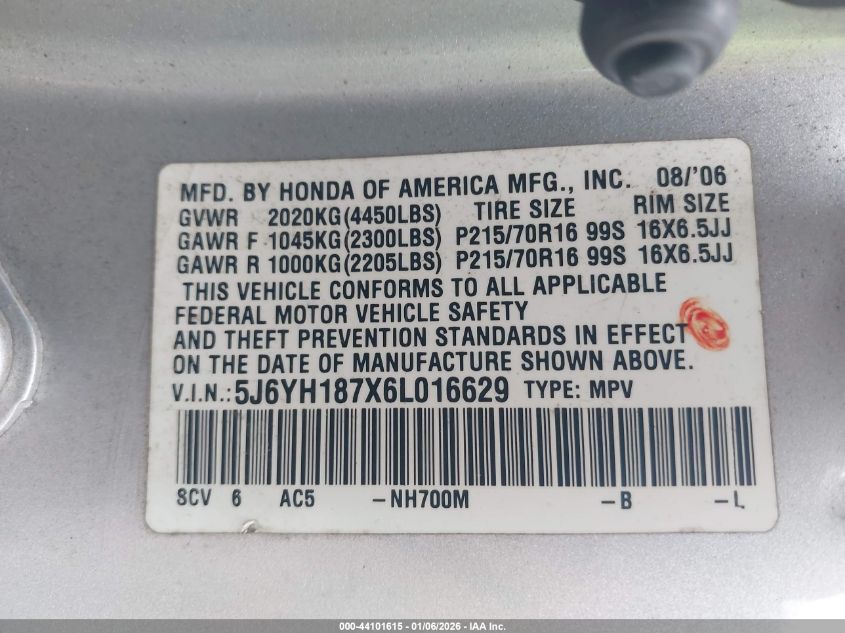 MFD. BY HONDA OF AMERICA MFG., INC. 08/'06
GVWR 2020KG(4450LBS) TIRE SIZE RIM SIZE
GAWR F 1045KG(2300LBS) P215/70R16 99S 16X6.5JJ
GAWR R 1000KG(2205LBS) P215/70R16 99S 16X6.5JJ
THIS VEHICLE CONFORMS TO ALL APPLICABLE
FEDERAL MOTOR VEHICLE SAFETY
AND THEFT PREVENTION STANDARDS IN EFFECT
ON THE DATE OF MANUFACTURE SHOWN ABOVE.
V.I.N.: 5J6YH187X6L016629 TYPE: MPV
SCV 6 AC5 -NH700M -B -L
000-44101615 - 01/06/2026 - IAA Inc.